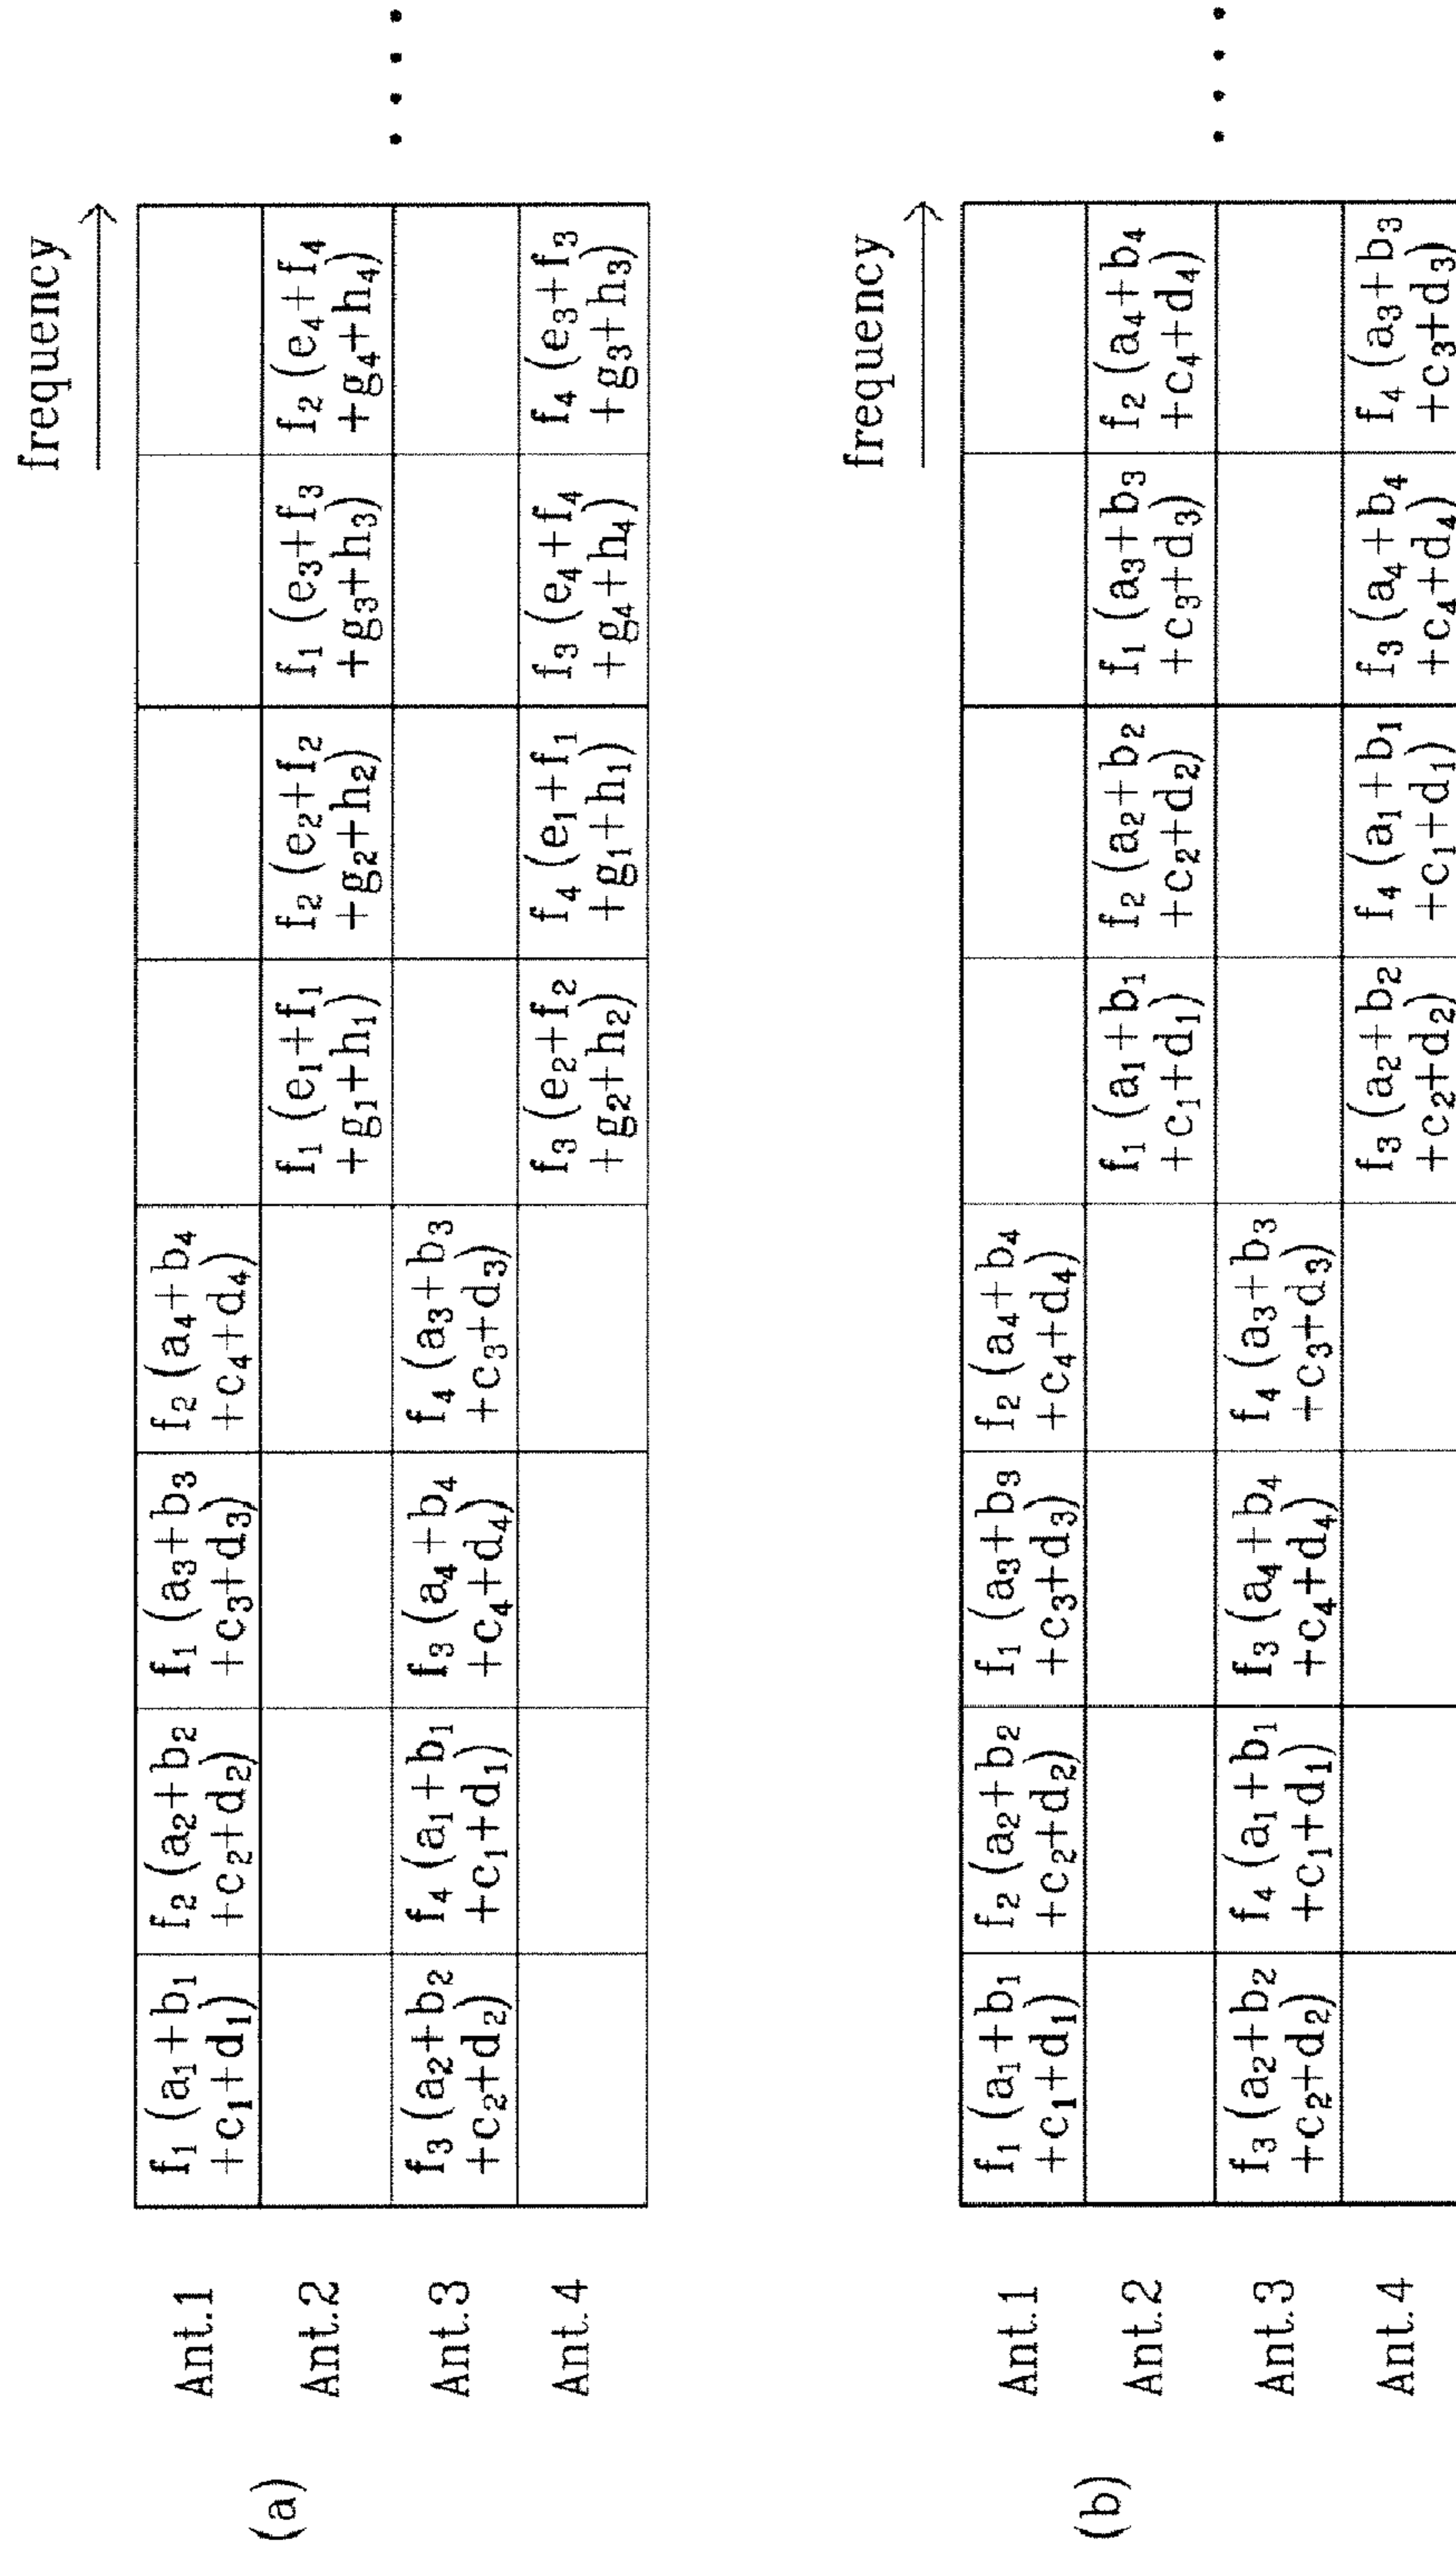 frequency
(a)
Ant.1
f₁ (a₁+b₁
+c₁+d₁)
f₂ (a₂+b₂
+c₂+d₂)
f₁ (a₃+b₃
+c₃+d₃)
f₂ (a₄+b₄
+c₄+d₄)
Ant.2
f₁ (e₁+f₁
+g₁+h₁)
f₂ (e₂+f₂
+g₂+h₂)
f₁ (e₃+f₃
+g₃+h₃)
f₂ (e₄+f₄
+g₄+h₄)
Ant.3
f₃ (a₂+b₂
+c₂+d₂)
f₄ (a₁+b₁
+c₁+d₁)
f₃ (a₄+b₄
+c₄+d₄)
f₄ (a₃+b₃
+c₃+d₃)
Ant.4
f₃ (e₂+f₂
+g₂+h₂)
f₄ (e₁+f₁
+g₁+h₁)
f₃ (e₄+f₄
+g₄+h₄)
f₄ (e₃+f₃
+g₃+h₃)
frequency
(b)
Ant.1
f₁ (a₁+b₁
+c₁+d₁)
f₂ (a₂+b₂
+c₂+d₂)
f₁ (a₃+b₃
+c₃+d₃)
f₂ (a₄+b₄
+c₄+d₄)
Ant.2
f₁ (a₁+b₁
+c₁+d₁)
f₂ (a₂+b₂
+c₂+d₂)
f₁ (a₃+b₃
+c₃+d₃)
f₂ (a₄+b₄
+c₄+d₄)
Ant.3
f₃ (a₂+b₂
+c₂+d₂)
f₄ (a₁+b₁
+c₁+d₁)
f₃ (a₄+b₄
+c₄+d₄)
f₄ (a₃+b₃
+c₃+d₃)
Ant.4
f₃ (a₂+b₂
+c₂+d₂)
f₄ (a₁+b₁
+c₁+d₁)
f₃ (a₄+b₄
+c₄+d₄)
f₄ (a₃+b₃
+c₃+d₃)